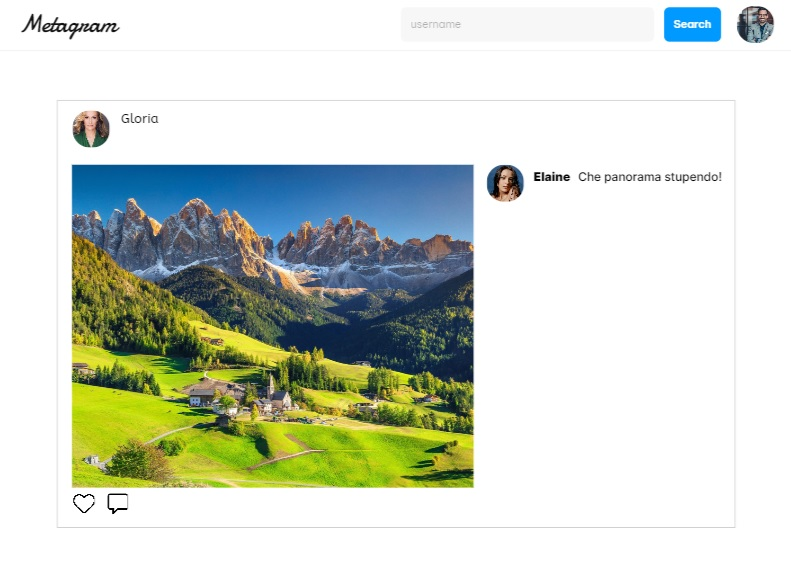 Metagram
username
Search
Gloria
Elaine Che panorama stupendo!